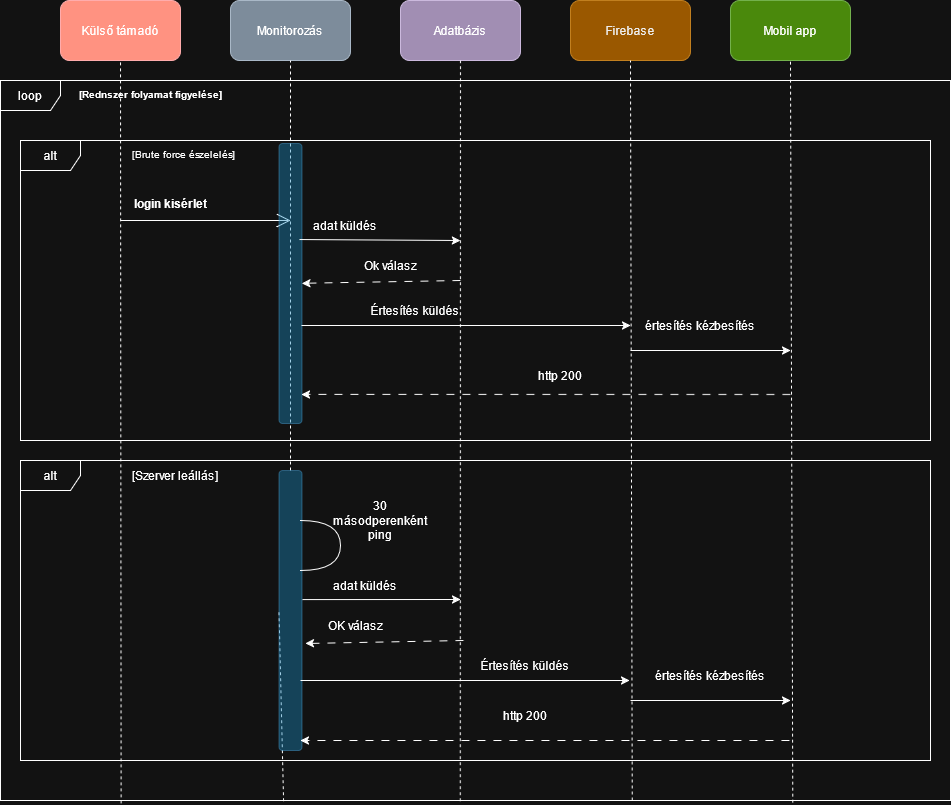 Külső támadó
Monitorozás
Adatbázis
Firebase
Mobil app
loop
[Rednszer folyamat figyelése]
alt
[Brute force észelelés]
login kisérlet
adat küldés
Ok válasz
Értesítés küldés
értesítés kézbesítés
http 200
alt
[Szerver leállás]
30
másodperenként
ping
adat küldés
OK válasz
Értesítés küldés
értesítés kézbesítés
http 200